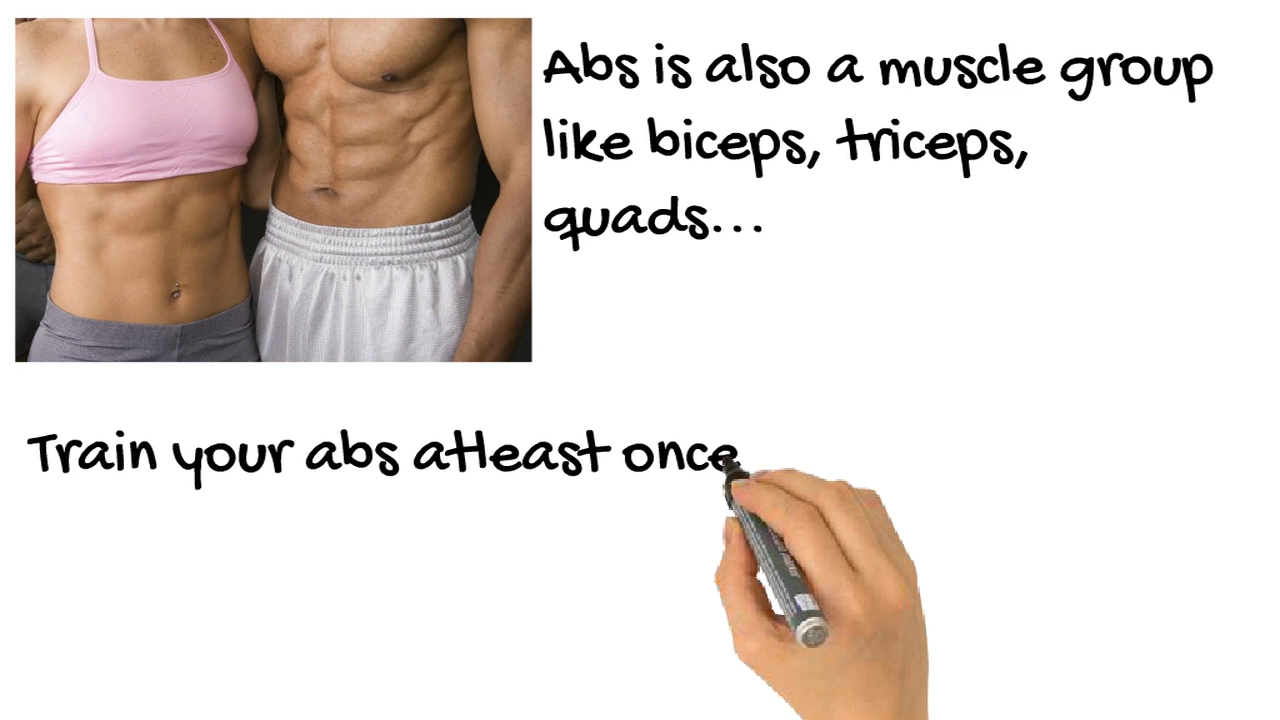 Abs is also a muscle group
like biceps, triceps,
quads...
Train your abs atleast once